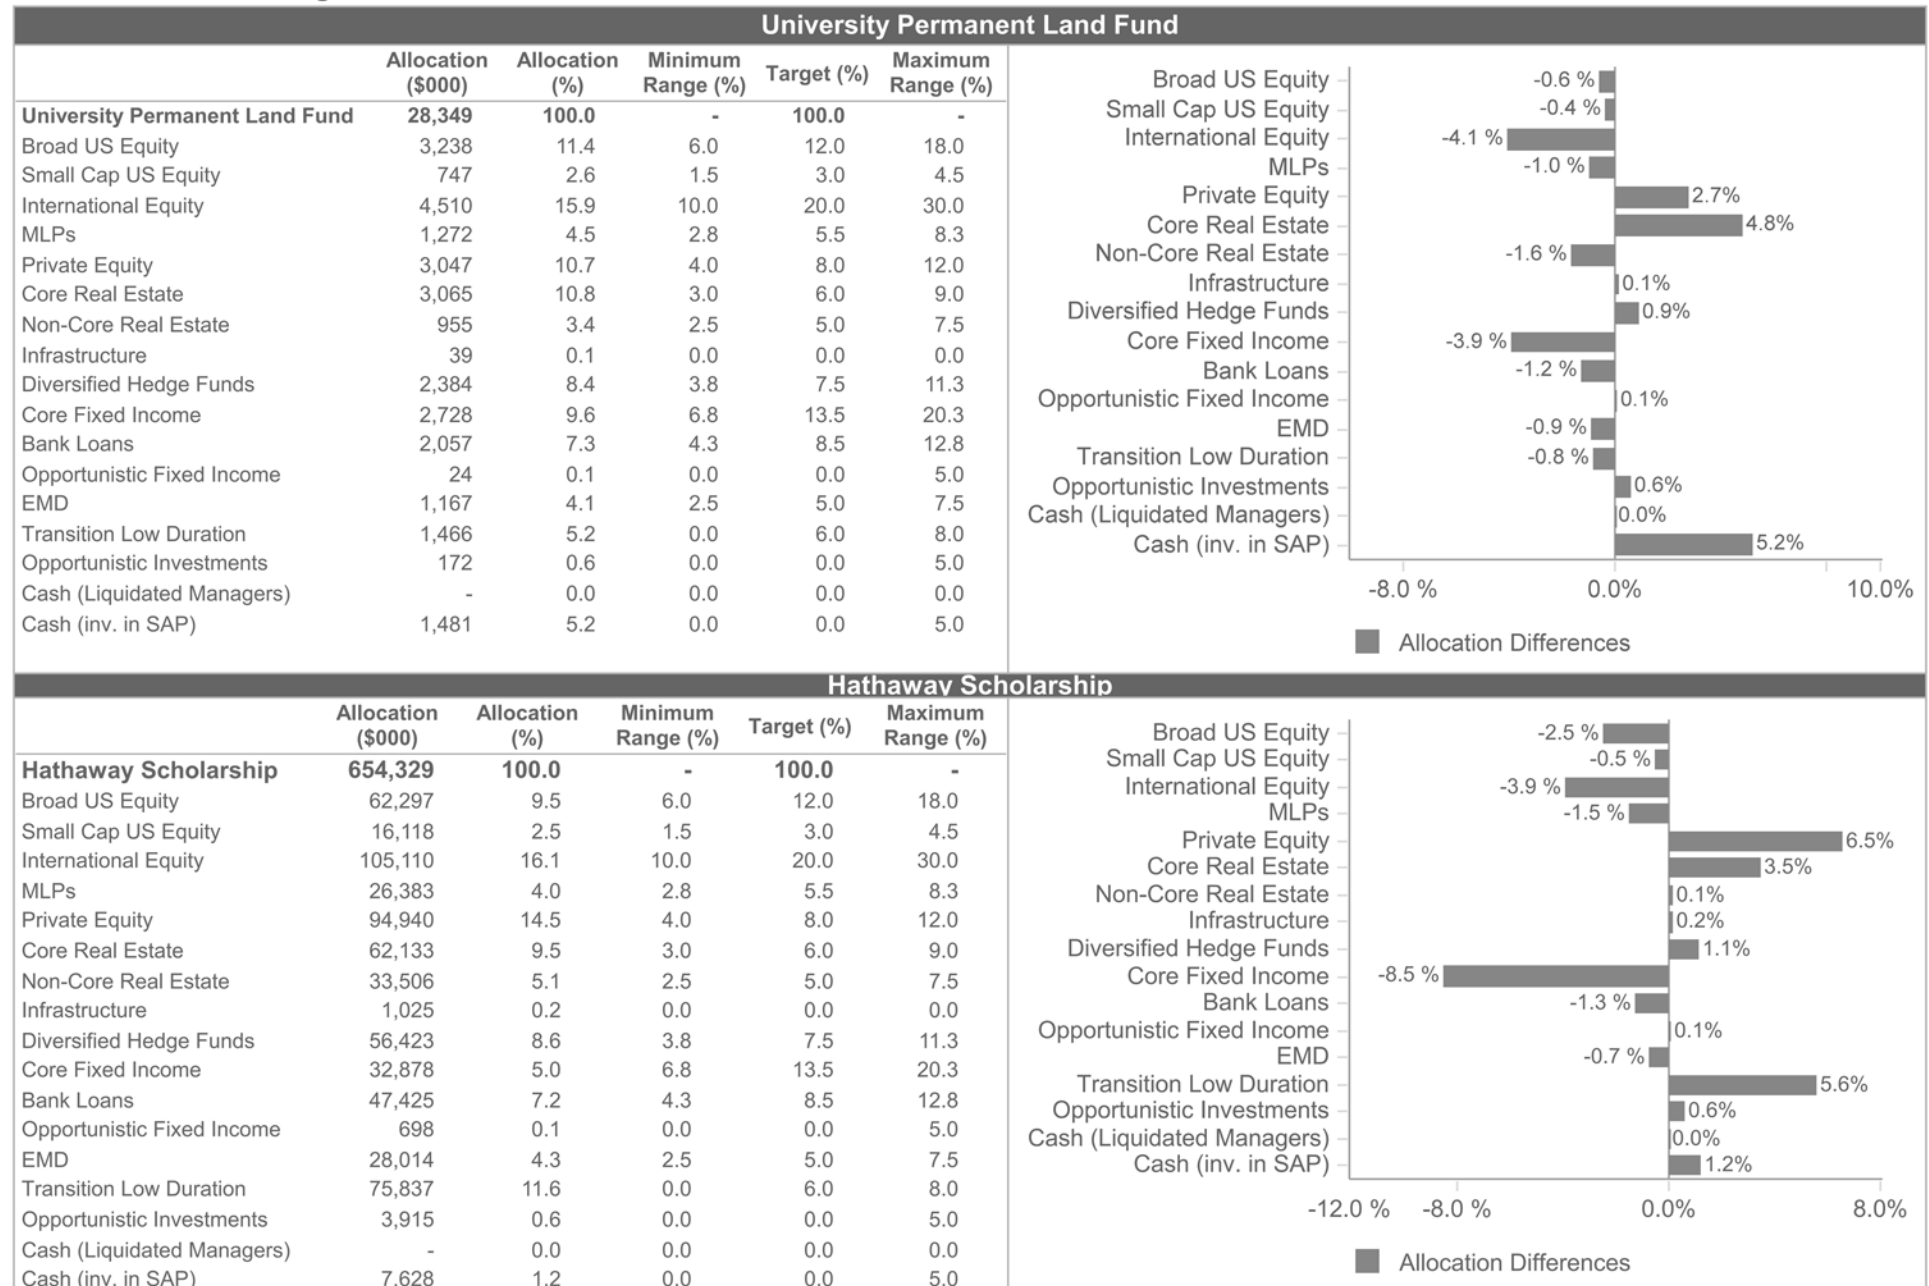 University Permanent Land Fund
Allocation ($000) Allocation (%) Minimum Range (%) Target (%) Maximum Range (%)
University Permanent Land Fund 28,349 100.0 - 100.0 -
Broad US Equity 3,238 11.4 6.0 12.0 18.0
Small Cap US Equity 747 2.6 1.5 3.0 4.5
International Equity 4,510 15.9 10.0 20.0 30.0
MLPs 1,272 4.5 2.8 5.5 8.3
Private Equity 3,047 10.7 4.0 8.0 12.0
Core Real Estate 3,065 10.8 3.0 6.0 9.0
Non-Core Real Estate 955 3.4 2.5 5.0 7.5
Infrastructure 39 0.1 0.0 0.0 0.0
Diversified Hedge Funds 2,384 8.4 3.8 7.5 11.3
Core Fixed Income 2,728 9.6 6.8 13.5 20.3
Bank Loans 2,057 7.3 4.3 8.5 12.8
Opportunistic Fixed Income 24 0.1 0.0 0.0 5.0
EMD 1,167 4.1 2.5 5.0 7.5
Transition Low Duration 1,466 5.2 0.0 6.0 8.0
Opportunistic Investments 172 0.6 0.0 0.0 5.0
Cash (Liquidated Managers) - 0.0 0.0 0.0 0.0
Cash (inv. in SAP) 1,481 5.2 0.0 0.0 5.0
Broad US Equity -0.6 %
Small Cap US Equity -0.4 %
International Equity -4.1 %
MLPs -1.0 %
Private Equity 2.7%
Core Real Estate 4.8%
Non-Core Real Estate -1.6 %
Infrastructure 0.1%
Diversified Hedge Funds 0.9%
Core Fixed Income -3.9 %
Bank Loans -1.2 %
Opportunistic Fixed Income 0.1%
EMD -0.9 %
Transition Low Duration -0.8 %
Opportunistic Investments 0.6%
Cash (Liquidated Managers) 0.0%
Cash (inv. in SAP) 5.2%
-8.0 % 0.0% 10.0%
Allocation Differences
Hathaway Scholarship
Allocation ($000) Allocation (%) Minimum Range (%) Target (%) Maximum Range (%)
Hathaway Scholarship 654,329 100.0 - 100.0 -
Broad US Equity 62,297 9.5 6.0 12.0 18.0
Small Cap US Equity 16,118 2.5 1.5 3.0 4.5
International Equity 105,110 16.1 10.0 20.0 30.0
MLPs 26,383 4.0 2.8 5.5 8.3
Private Equity 94,940 14.5 4.0 8.0 12.0
Core Real Estate 62,133 9.5 3.0 6.0 9.0
Non-Core Real Estate 33,506 5.1 2.5 5.0 7.5
Infrastructure 1,025 0.2 0.0 0.0 0.0
Diversified Hedge Funds 56,423 8.6 3.8 7.5 11.3
Core Fixed Income 32,878 5.0 6.8 13.5 20.3
Bank Loans 47,425 7.2 4.3 8.5 12.8
Opportunistic Fixed Income 698 0.1 0.0 0.0 5.0
EMD 28,014 4.3 2.5 5.0 7.5
Transition Low Duration 75,837 11.6 0.0 6.0 8.0
Opportunistic Investments 3,915 0.6 0.0 0.0 5.0
Cash (Liquidated Managers) - 0.0 0.0 0.0 0.0
Cash (inv. in SAP) 7,628 1.2 0.0 0.0 5.0
Broad US Equity -2.5 %
Small Cap US Equity -0.5 %
International Equity -3.9 %
MLPs -1.5 %
Private Equity 6.5%
Core Real Estate 3.5%
Non-Core Real Estate 0.1%
Infrastructure 0.2%
Diversified Hedge Funds 1.1%
Core Fixed Income -8.5 %
Bank Loans -1.3 %
Opportunistic Fixed Income 0.1%
EMD -0.7 %
Transition Low Duration 5.6%
Opportunistic Investments 0.6%
Cash (Liquidated Managers) 0.0%
Cash (inv. in SAP) 1.2%
-12.0 % -8.0 % 0.0% 8.0%
Allocation Differences